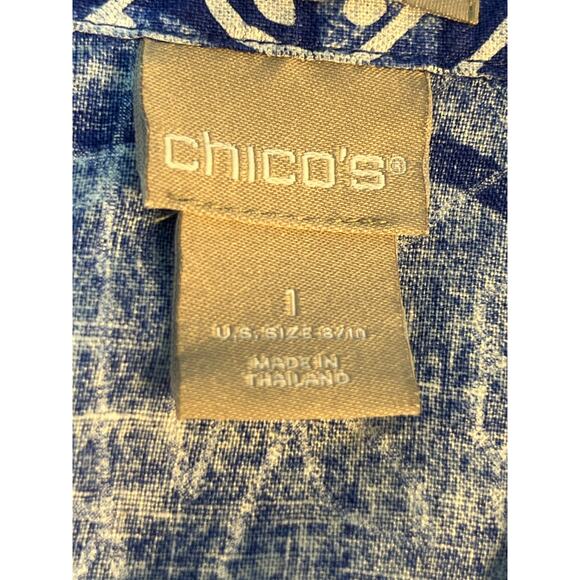 chico's®
1
U.S. SIZE 8/10
MADE IN
THAILAND